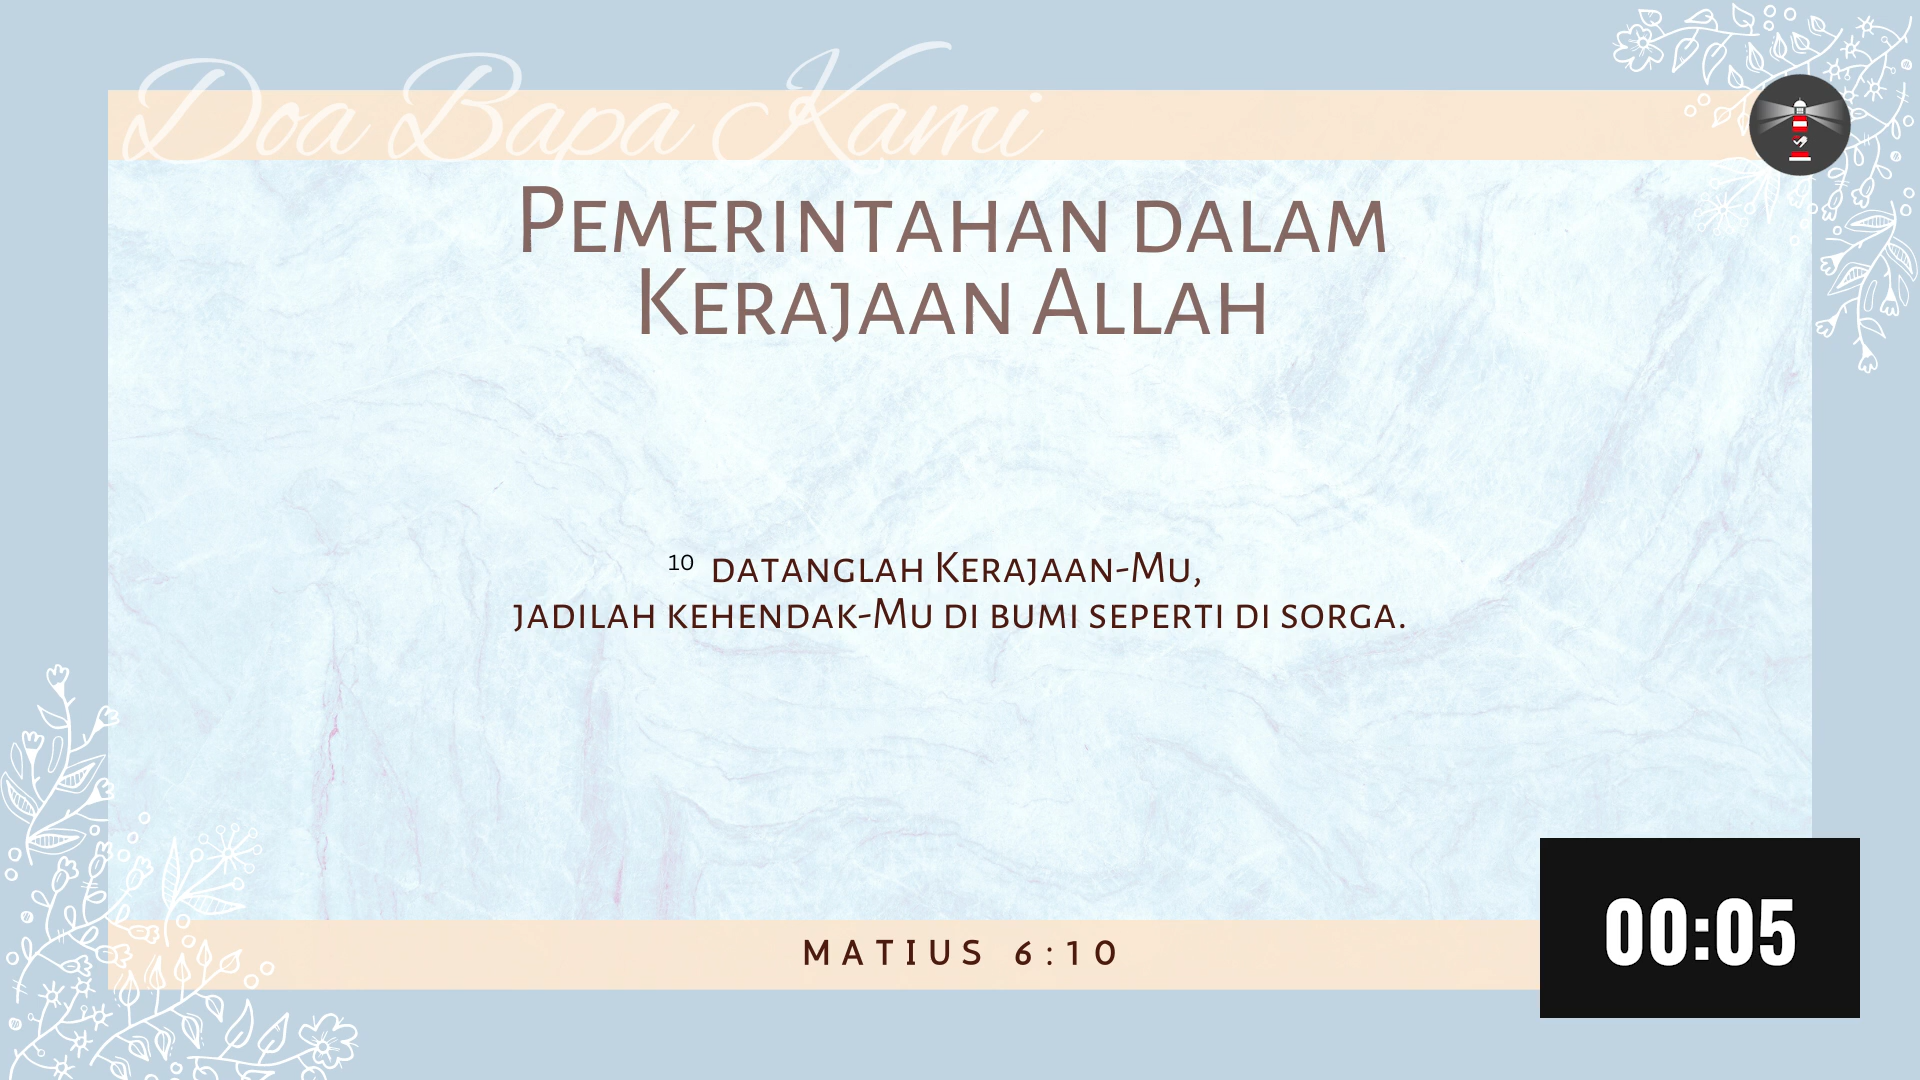 Doa Bapa Kami
Pemerintahan dalam
Kerajaan Allah
10 datanglah Kerajaan-Mu,
jadilah kehendak-Mu di bumi seperti di sorga.
MATIUS 6:10
00:05